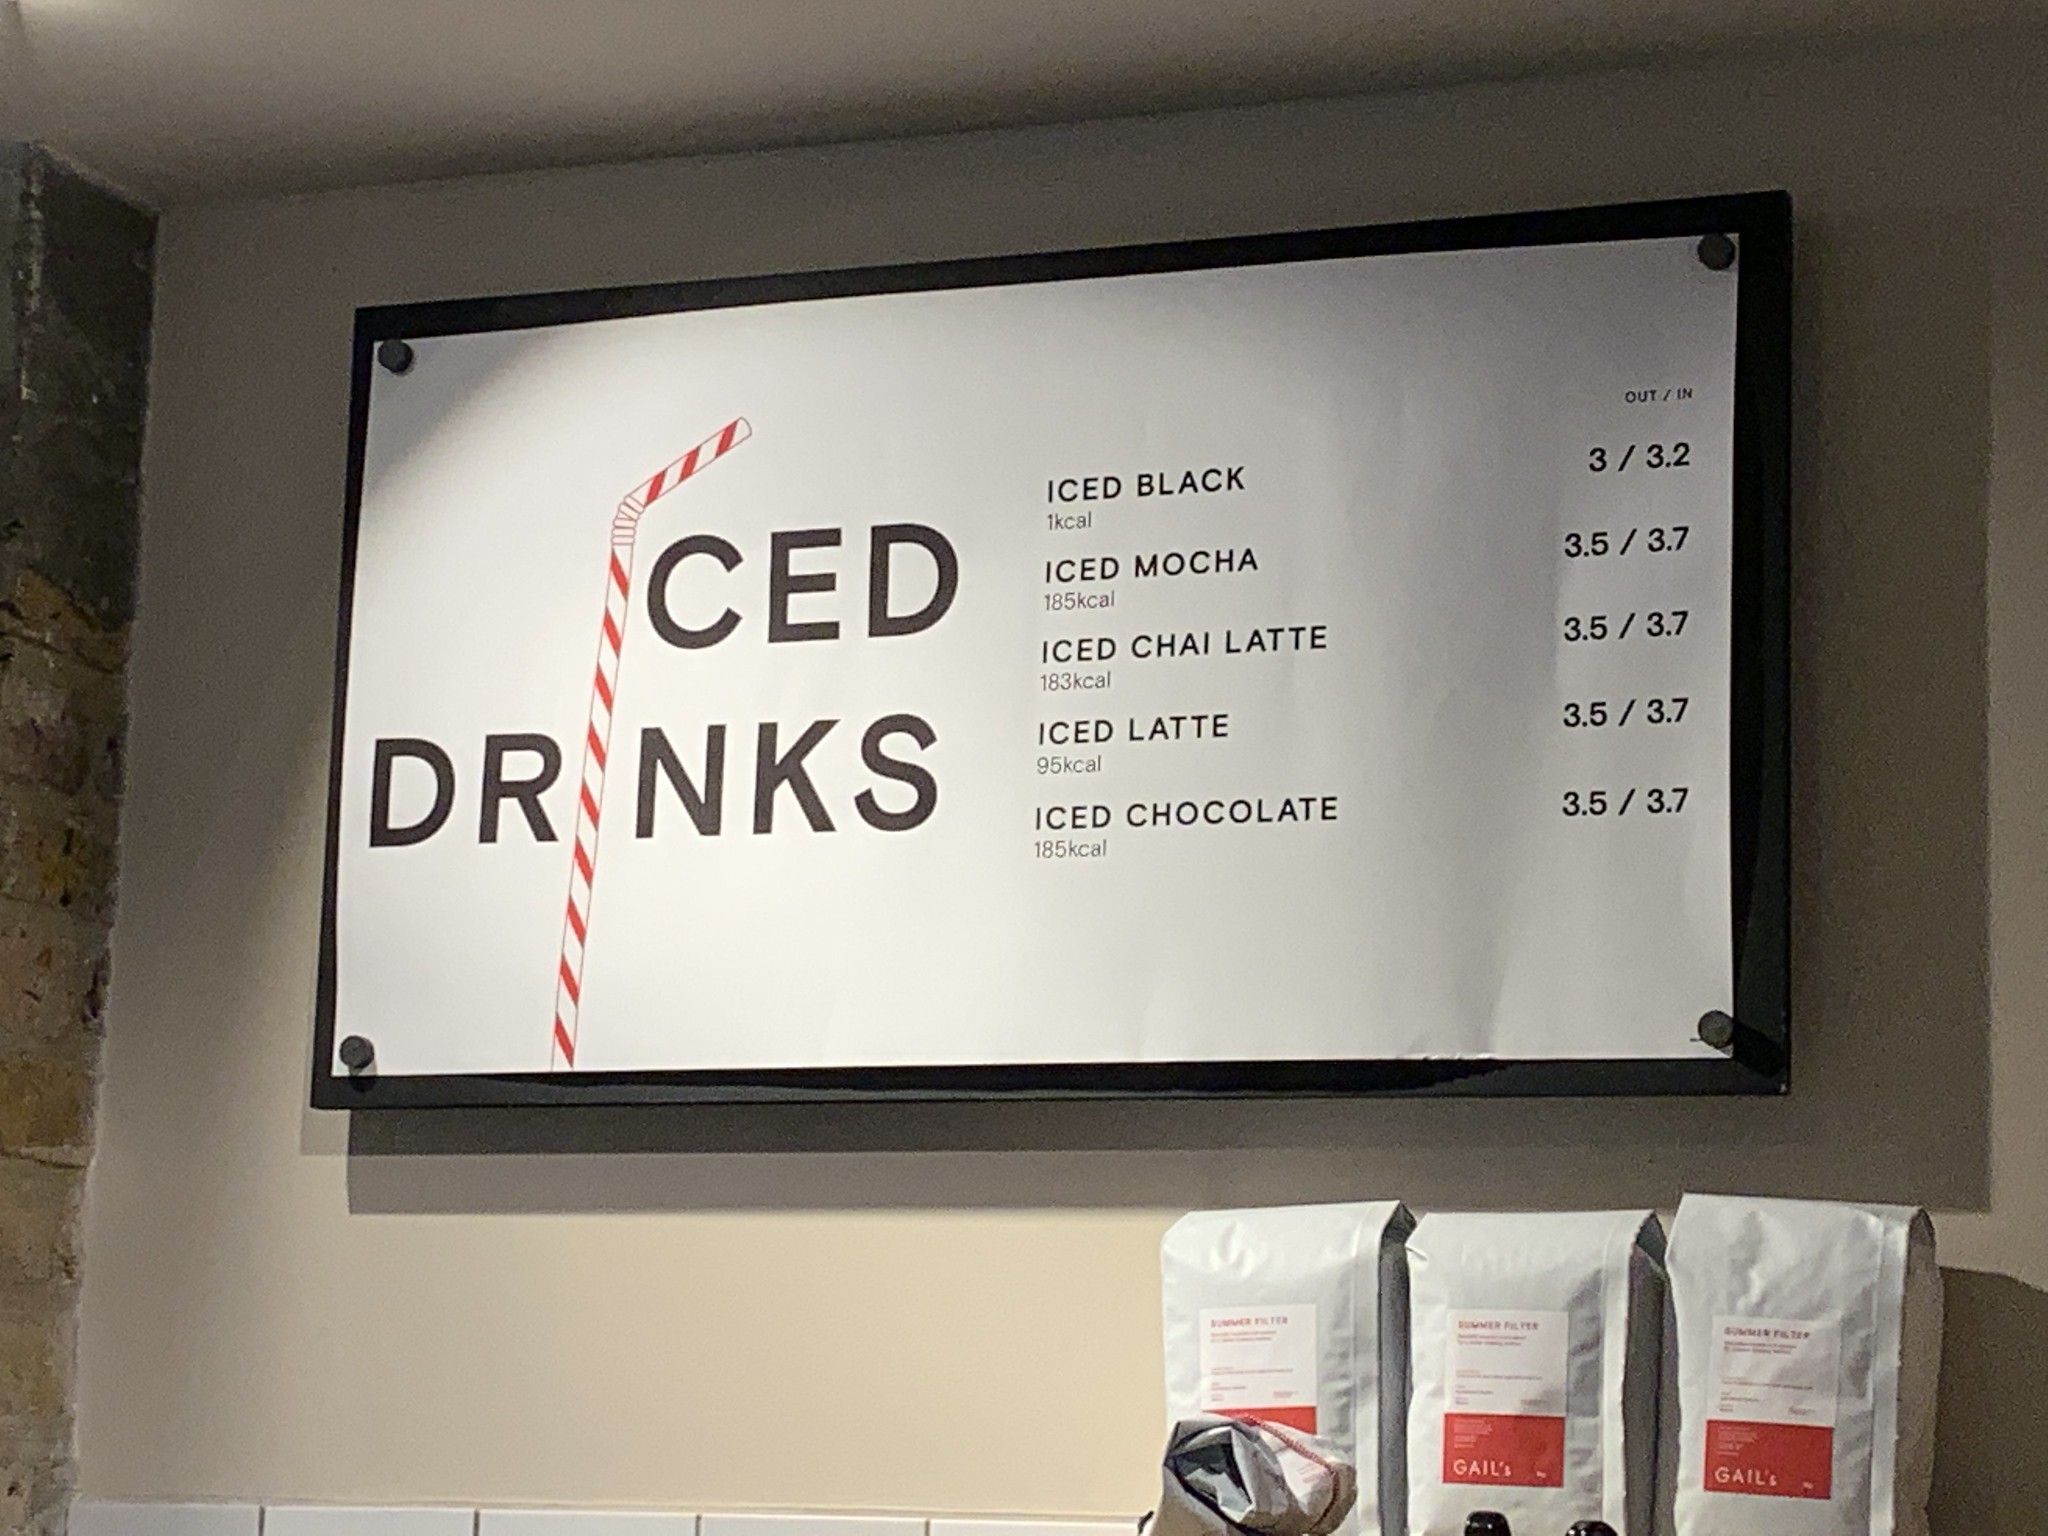 ICED
DRINKS
OUT / IN
ICED BLACK 3 / 3.2
1kcal
ICED MOCHA 3.5 / 3.7
185kcal
ICED CHAI LATTE 3.5 / 3.7
183kcal
ICED LATTE 3.5 / 3.7
95kcal
ICED CHOCOLATE 3.5 / 3.7
185kcal
SUMMER FILTER
SUMMER FILTER
SUMMER FILTER
GAIL's
GAIL's